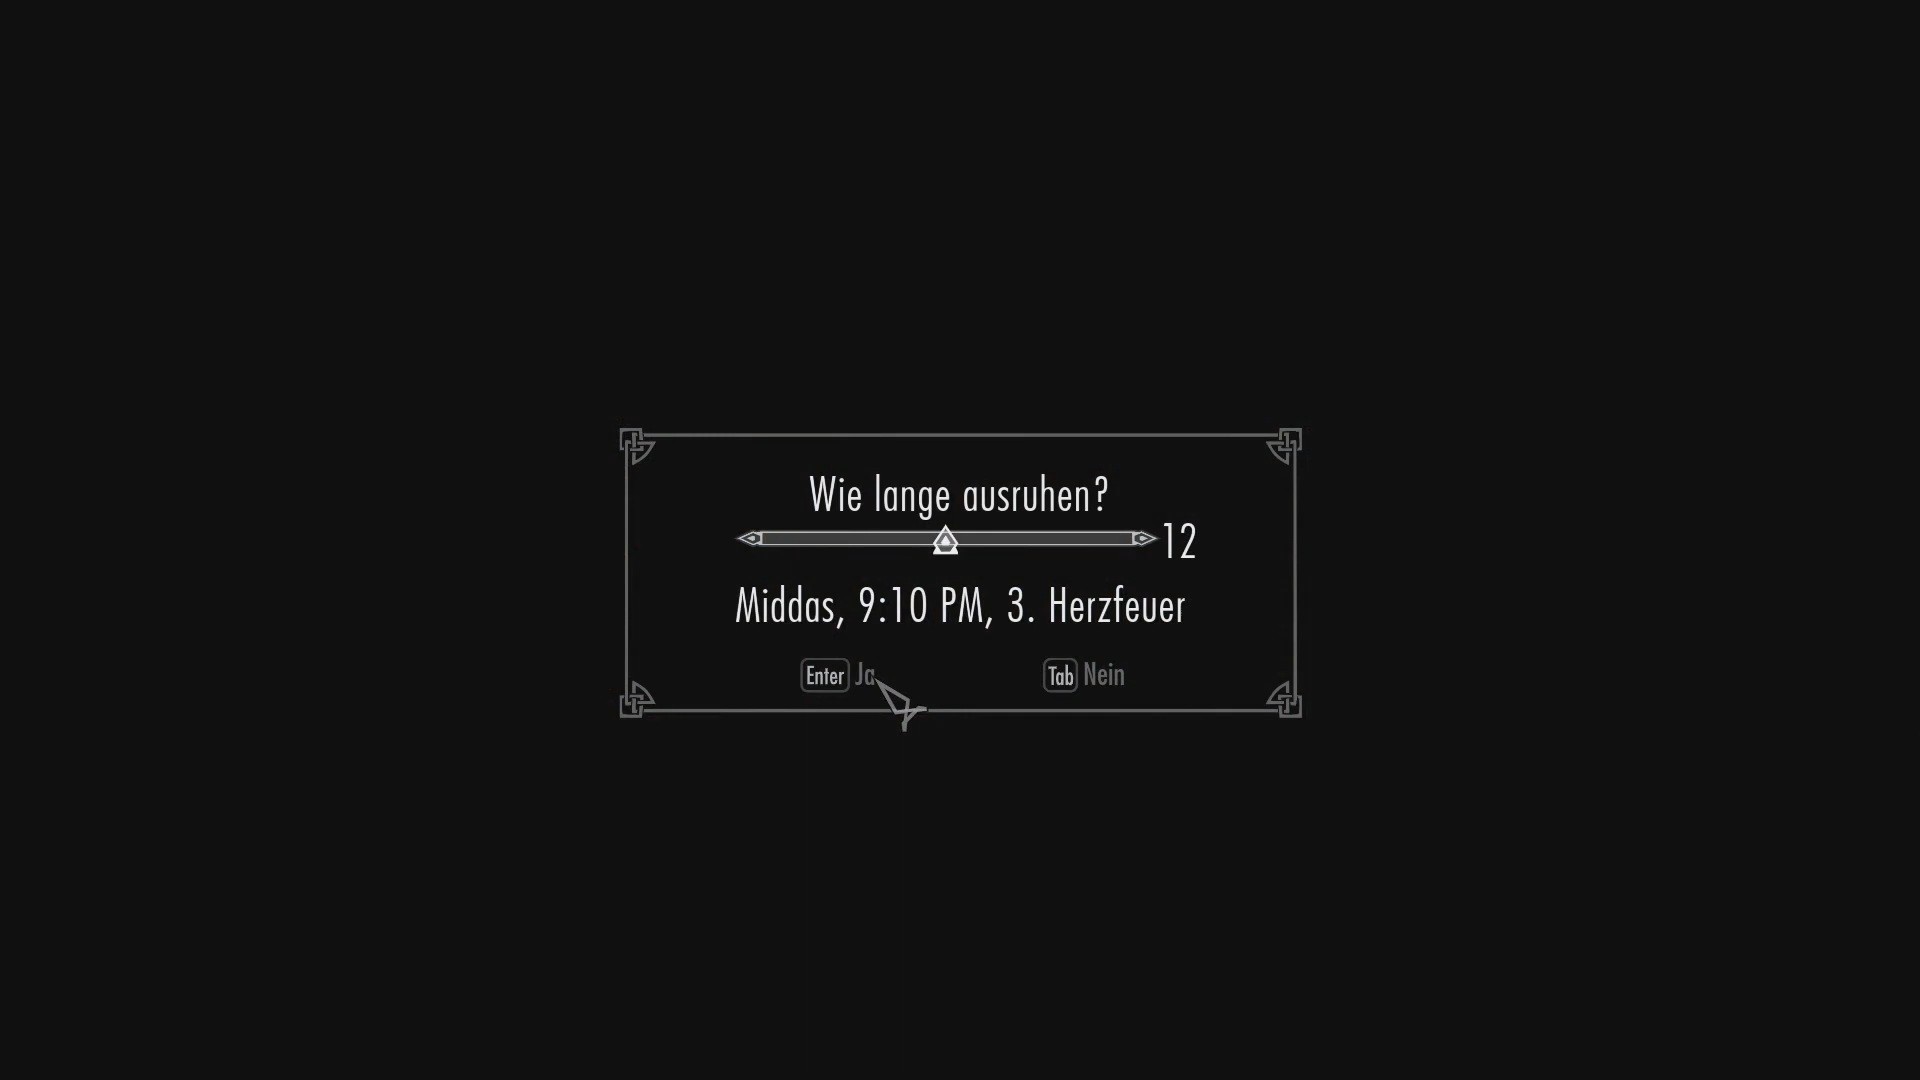 Wie lange ausruhen?
12
Middas, 9:10 PM, 3. Herzfeuer
Enter Ja Tab Nein